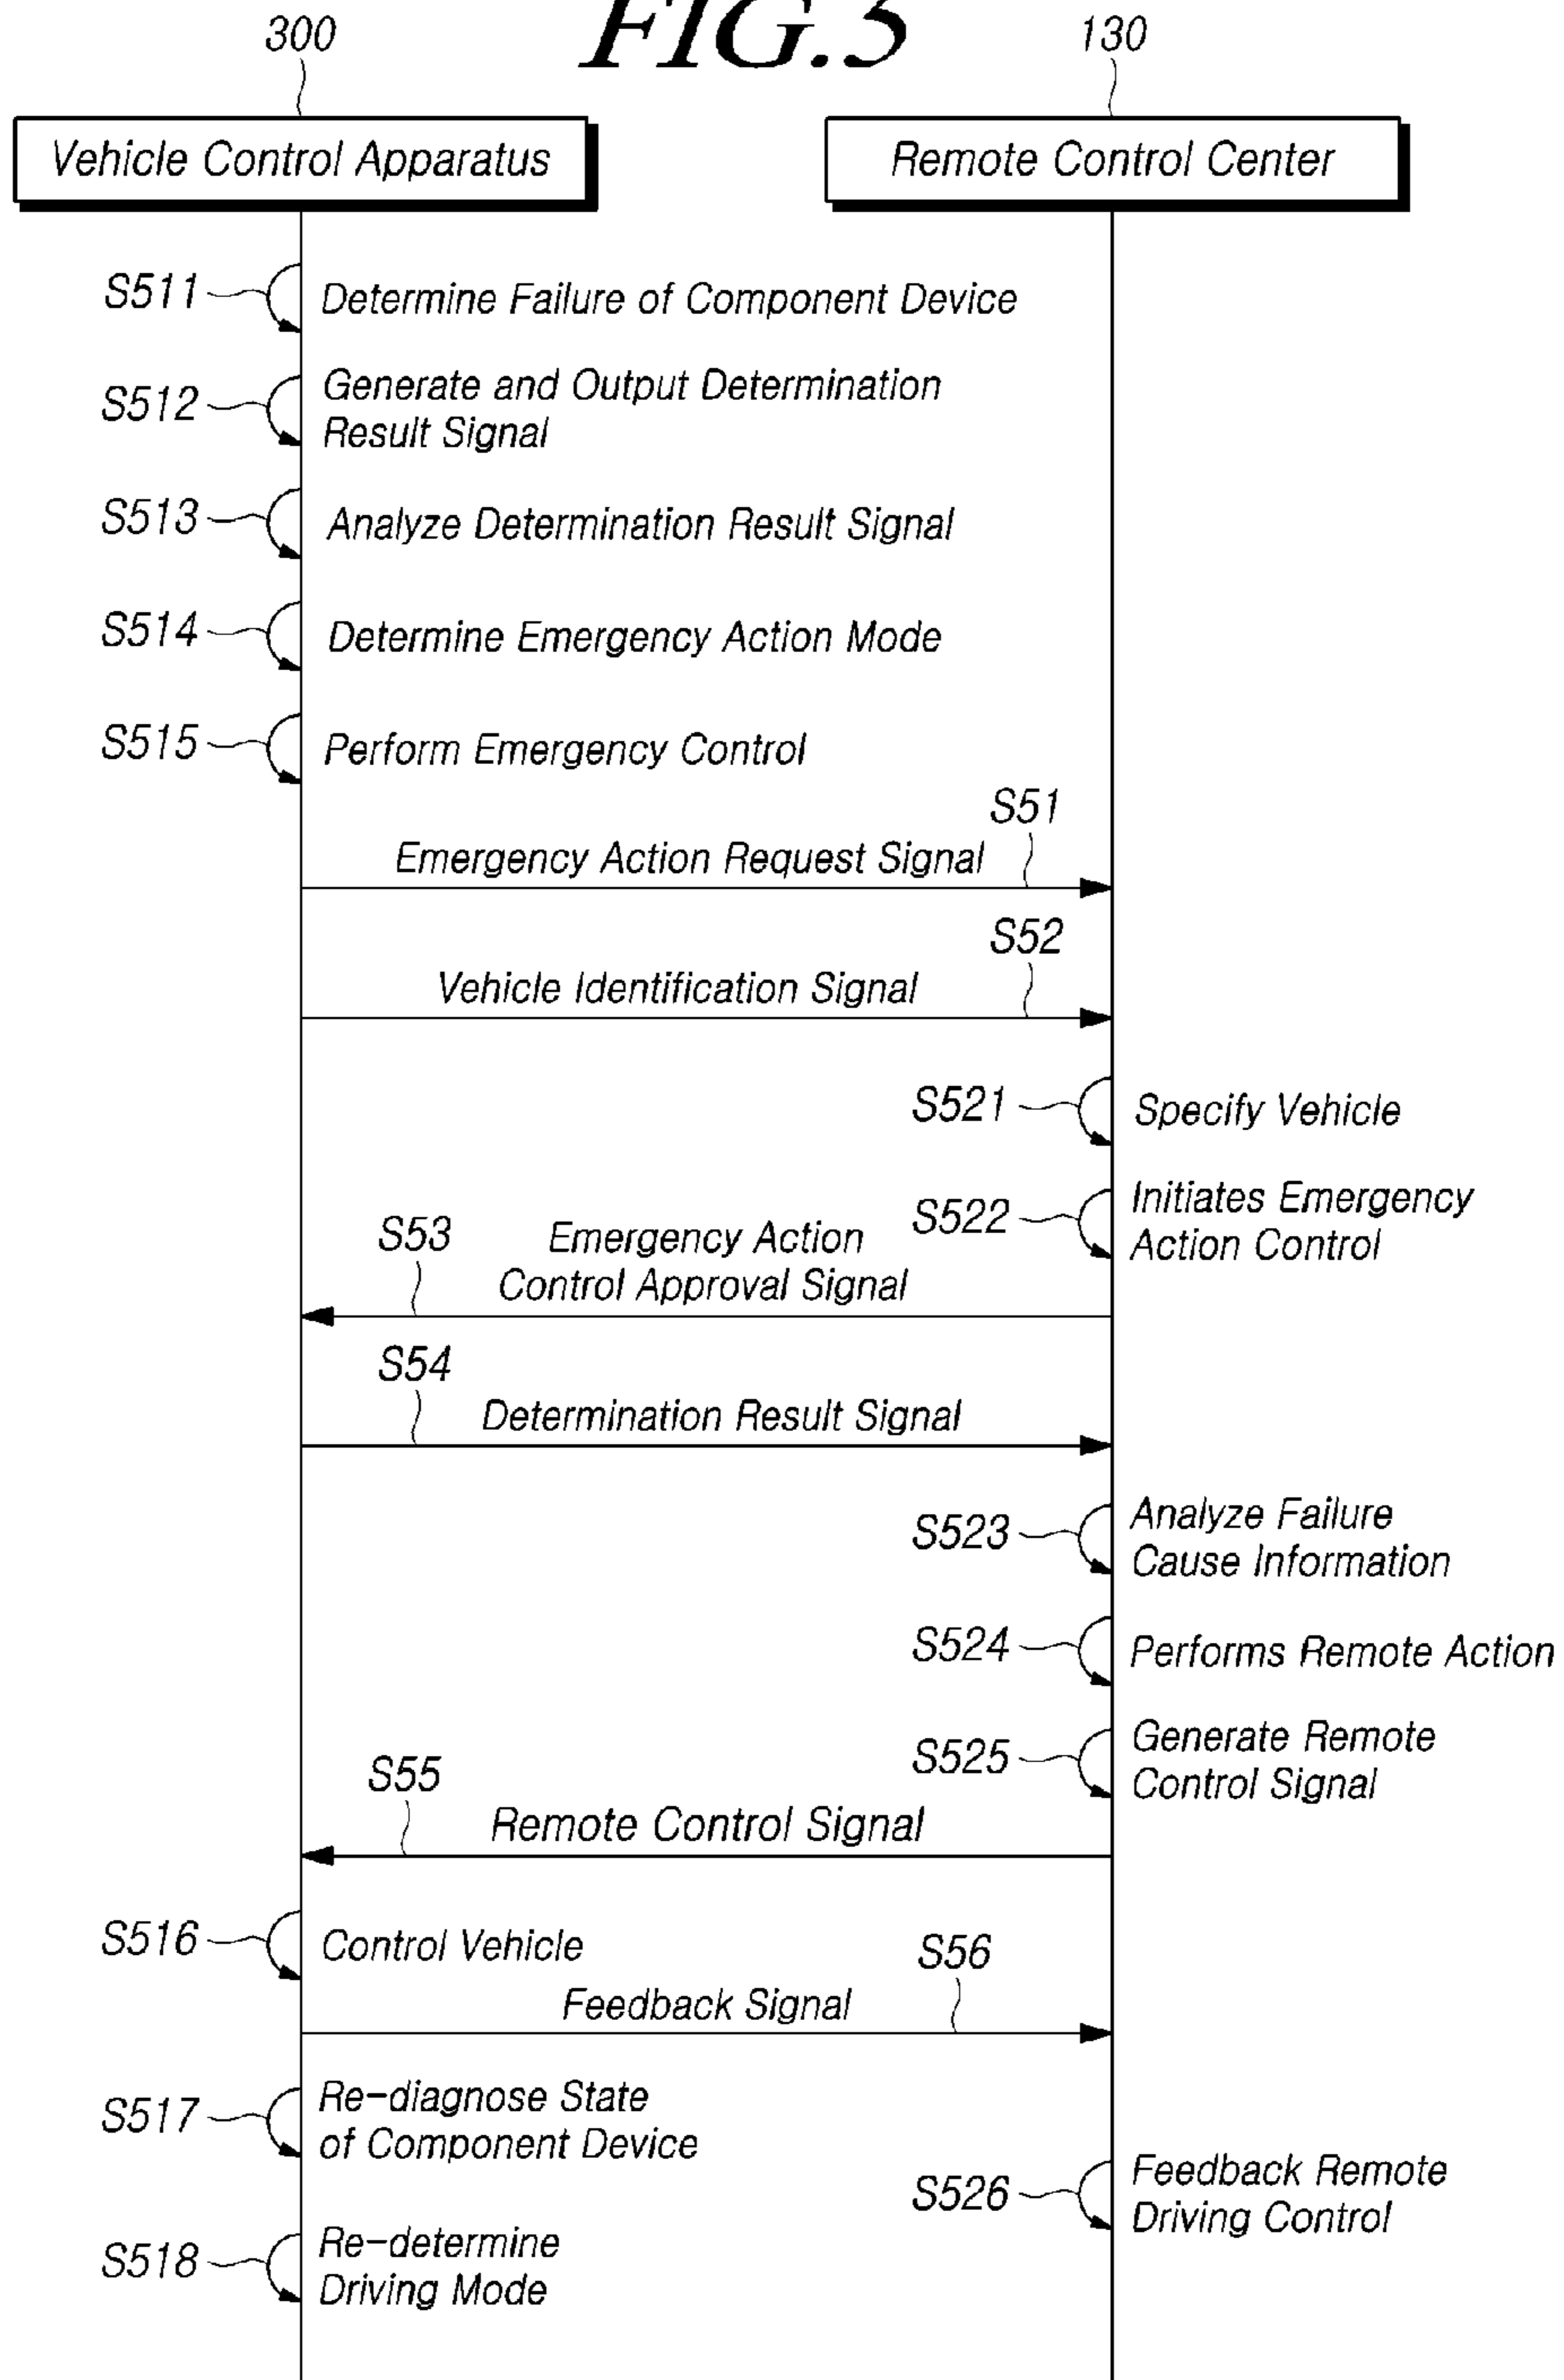 FIG.5
300
130
Vehicle Control Apparatus
Remote Control Center
S511
Determine Failure of Component Device
S512
Generate and Output Determination
Result Signal
S513
Analyze Determination Result Signal
S514
Determine Emergency Action Mode
S515
Perform Emergency Control
S51
Emergency Action Request Signal
S52
Vehicle Identification Signal
S521
Specify Vehicle
S522
Initiates Emergency
Action Control
S53
Emergency Action
Control Approval Signal
S54
Determination Result Signal
S523
Analyze Failure
Cause Information
S524
Performs Remote Action
S525
Generate Remote
Control Signal
S55
Remote Control Signal
S516
Control Vehicle
S56
Feedback Signal
S517
Re-diagnose State
of Component Device
S526
Feedback Remote
Driving Control
S518
Re-determine
Driving Mode